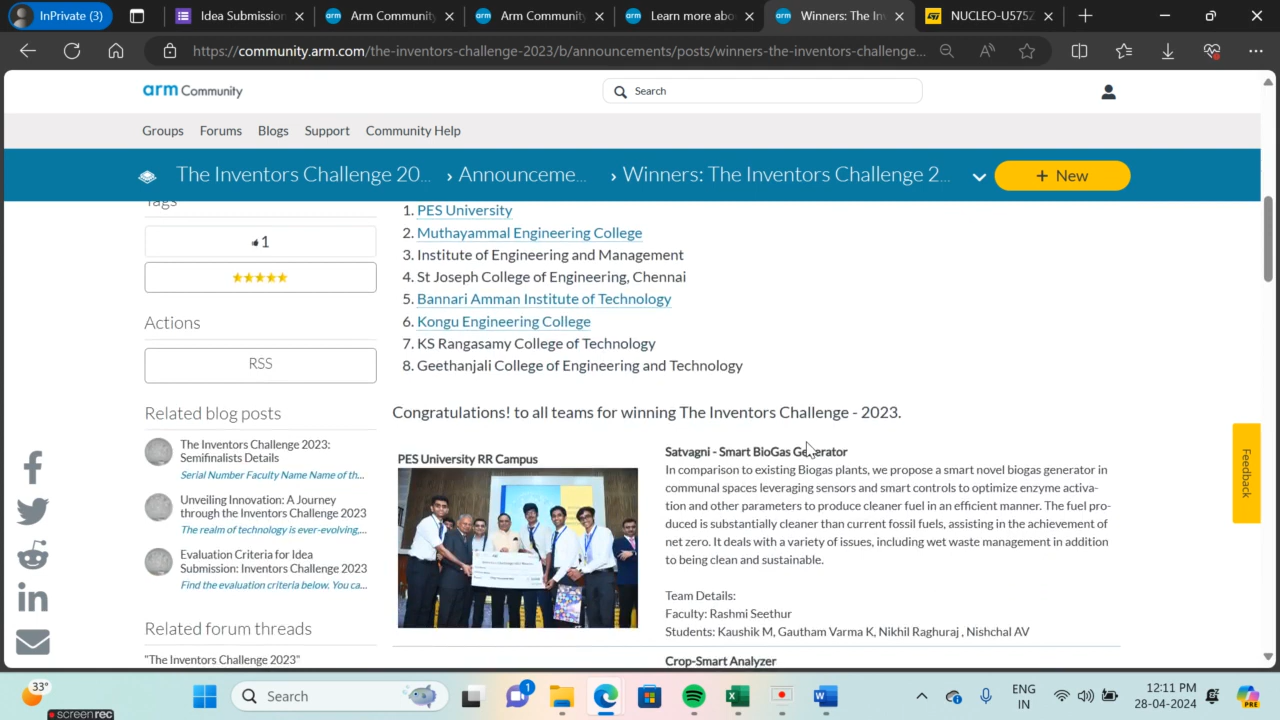 InPrivate (3)
Idea Submission
Arm Community
Arm Community
Learn more abo
Winners: The In
NUCLEO-U575Z
https://community.arm.com/the-inventors-challenge-2023/b/announcements/posts/winners-the-inventors-challenge...
arm Community
Search
Groups Forums Blogs Support Community Help
The Inventors Challenge 20... › Announceme... › Winners: The Inventors Challenge 2...
+ New
Tags
1
Actions
RSS
Related blog posts
The Inventors Challenge 2023:
Semifinalists Details
Serial Number Faculty Name Name of th...
Unveiling Innovation: A Journey
through the Inventors Challenge 2023
The realm of technology is ever-evolving,...
Evaluation Criteria for Idea
Submission: Inventors Challenge 2023
Find the evaluation criteria below. You ca...
Related forum threads
"The Inventors Challenge 2023"
1. PES University
2. Muthayammal Engineering College
3. Institute of Engineering and Management
4. St Joseph College of Engineering, Chennai
5. Bannari Amman Institute of Technology
6. Kongu Engineering College
7. KS Rangasamy College of Technology
8. Geethanjali College of Engineering and Technology
Congratulations! to all teams for winning The Inventors Challenge - 2023.
PES University RR Campus
Satvagni - Smart BioGas Generator
In comparison to existing Biogas plants, we propose a smart novel biogas generator in
communal spaces leveraging sensors and smart controls to optimize enzyme activa-
tion and other parameters to produce cleaner fuel in an efficient manner. The fuel pro-
duced is substantially cleaner than current fossil fuels, assisting in the achievement of
net zero. It deals with a variety of issues, including wet waste management in addition
to being clean and sustainable.
Team Details:
Faculty: Rashmi Seethur
Students: Kaushik M, Gautham Varma K, Nikhil Raghuraj , Nishchal AV
Crop-Smart Analyzer
Feedback
33°
Search
1
ENG
IN
12:11 PM
28-04-2024
PRE
screenrec